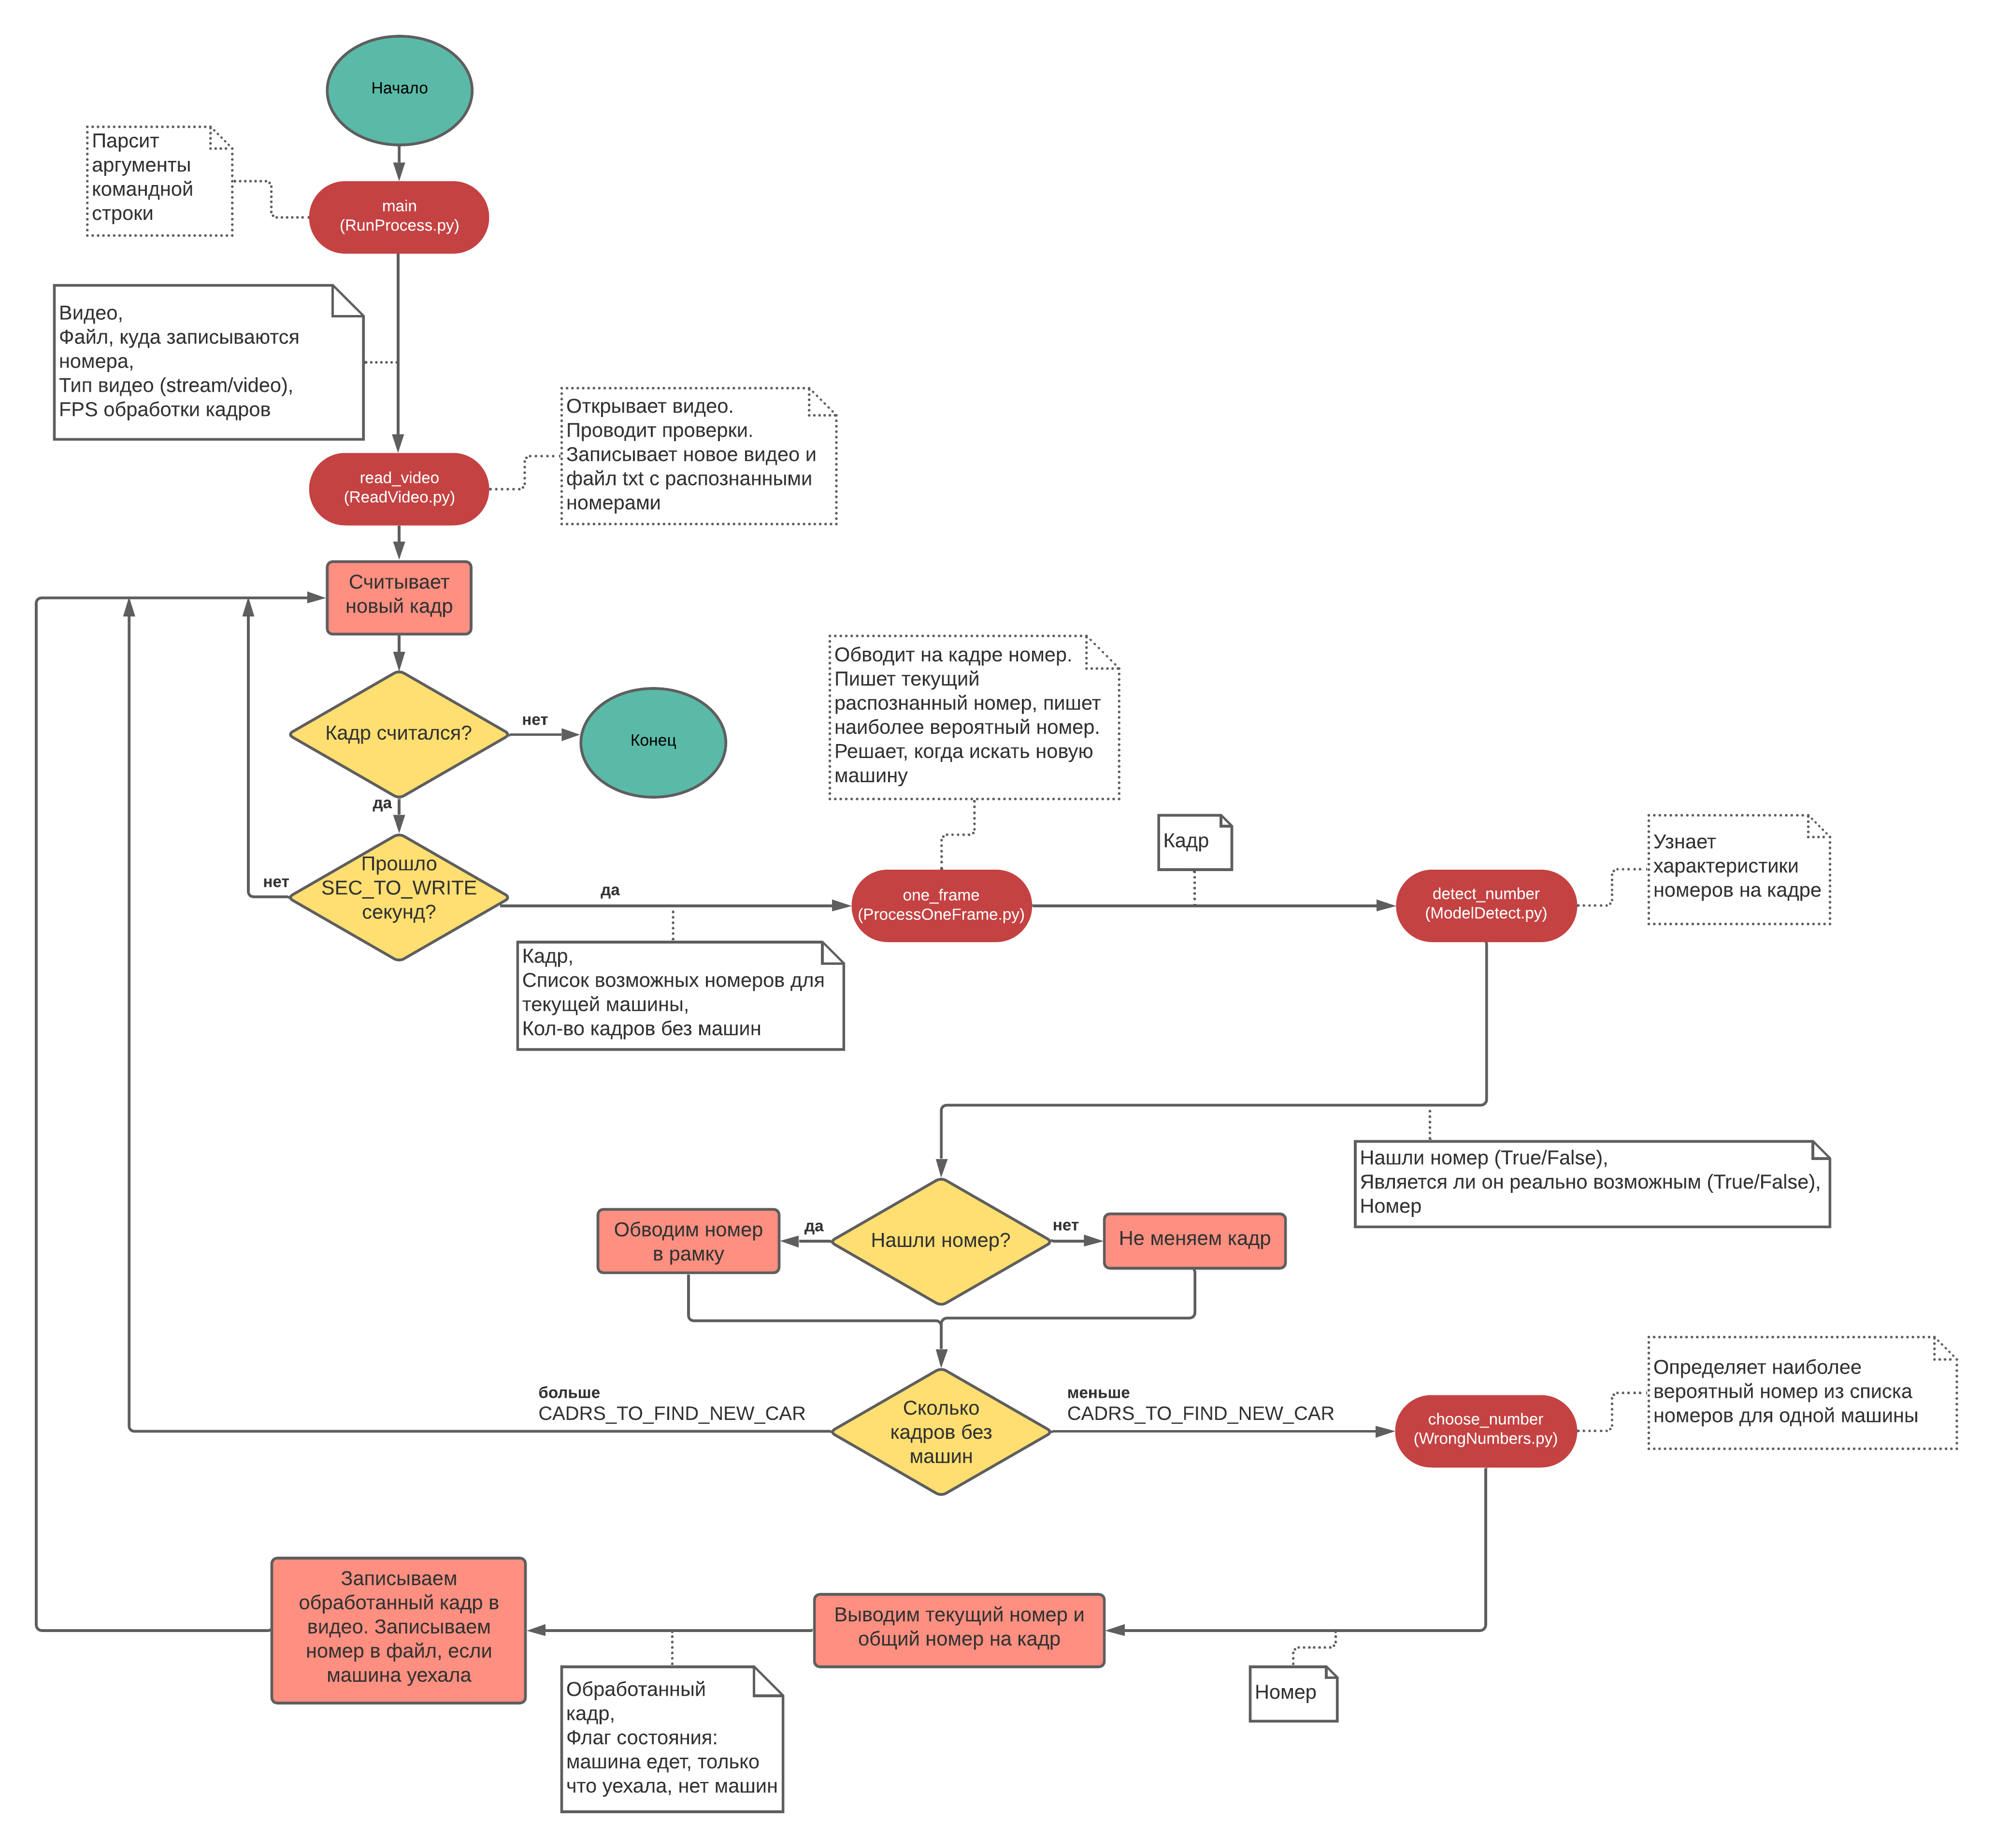 Начало
Парсит
аргументы
командной
строки
main
(RunProcess.py)
Видео,
Файл, куда записываются
номера,
Тип видео (stream/video),
FPS обработки кадров
Открывает видео.
Проводит проверки.
Записывает новое видео и
файл txt с распознанными
номерами
read_video
(ReadVideo.py)
Считывает
новый кадр
Обводит на кадре номер.
Пишет текущий
распознанный номер, пишет
наиболее вероятный номер.
Решает, когда искать новую
машину
Кадр считался?
нет
Конец
да
Прошло
SEC_TO_WRITE
секунд?
нет
да
Кадр,
Список возможных номеров для
текущей машины,
Кол-во кадров без машин
one_frame
(ProcessOneFrame.py)
Кадр
detect_number
(ModelDetect.py)
Узнает
характеристики
номеров на кадре
Нашли номер (True/False),
Является ли он реально возможным (True/False),
Номер
Обводим номер
в рамку
да
Нашли номер?
нет
Не меняем кадр
больше
CADRS_TO_FIND_NEW_CAR
Сколько
кадров без
машин
меньше
CADRS_TO_FIND_NEW_CAR
choose_number
(WrongNumbers.py)
Определяет наиболее
вероятный номер из списка
номеров для одной машины
Записываем
обработанный кадр в
видео. Записываем
номер в файл, если
машина уехала
Обработанный
кадр,
Флаг состояния:
машина едет, только
что уехала, нет машин
Выводим текущий номер и
общий номер на кадр
Номер